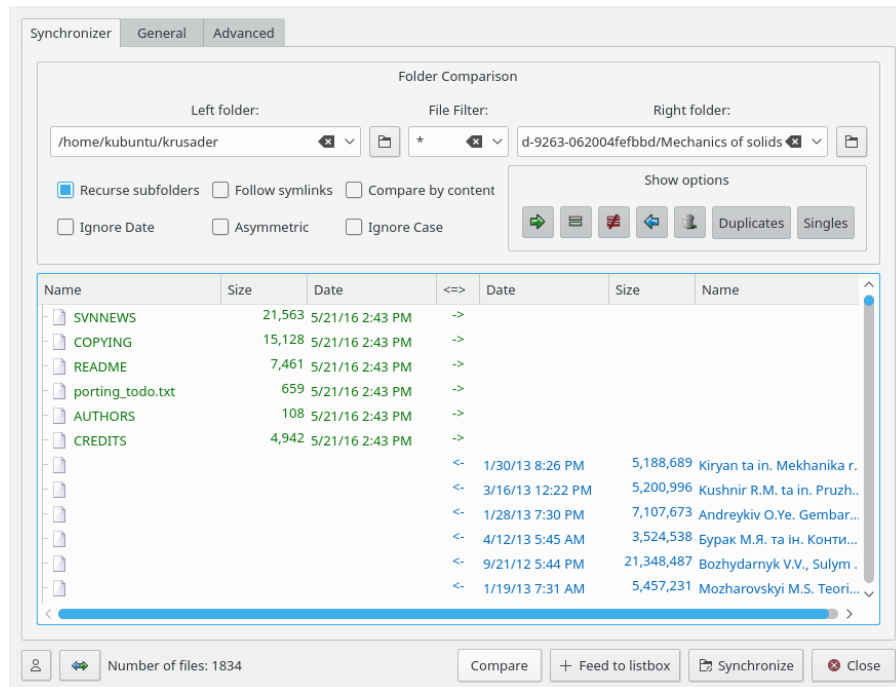 Synchronizer General Advanced
Folder Comparison
Left folder: File Filter: Right folder:
/home/kubuntu/krusader * d-9263-062004fefbbd/Mechanics of solids
Recurse subfolders Follow symlinks Compare by content
Show options
Ignore Date Asymmetric Ignore Case
Duplicates Singles
Name Size Date <=> Date Size Name
SVNNEWS 21,563 5/21/16 2:43 PM ->
COPYING 15,128 5/21/16 2:43 PM ->
README 7,461 5/21/16 2:43 PM ->
porting_todo.txt 659 5/21/16 2:43 PM ->
AUTHORS 108 5/21/16 2:43 PM ->
CREDITS 4,942 5/21/16 2:43 PM ->
<- 1/30/13 8:26 PM 5,188,689 Kiryan ta in. Mekhanika r.
<- 3/16/13 12:22 PM 5,200,996 Kushnir R.M. ta in. Pruzh..
<- 1/28/13 7:30 PM 7,107,673 Andreykiv O.Ye. Gembar...
<- 4/12/13 5:45 AM 3,524,538 Бурак М.Я. та ін. Конти...
<- 9/21/12 5:44 PM 21,348,487 Bozhydarnyk V.V., Sulym .
<- 1/19/13 7:31 AM 5,457,231 Mozharovskyi M.S. Teori...
Number of files: 1834 Compare + Feed to listbox Synchronize Close